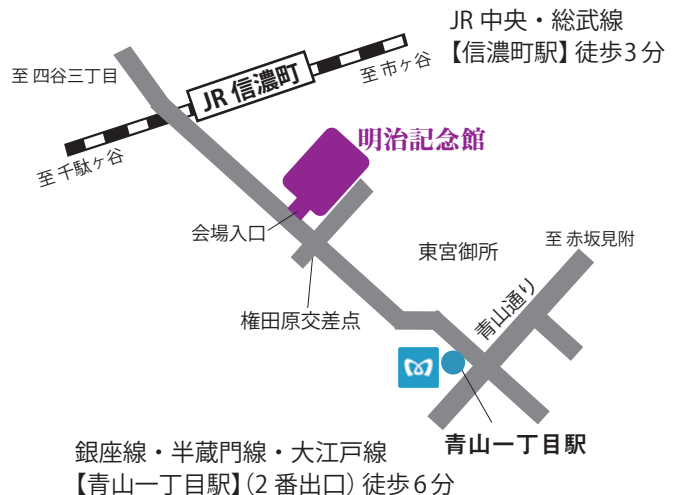 JR 中央・総武線
【信濃町駅】徒歩3分
至 四谷三丁目
JR 信濃町
至 市ヶ谷
至 千駄ヶ谷
明治記念館
会場入口
東宮御所
至 赤坂見附
青山通り
権田原交差点
青山一丁目駅
銀座線・半蔵門線・大江戸線
【青山一丁目駅】(2 番出口) 徒歩6分